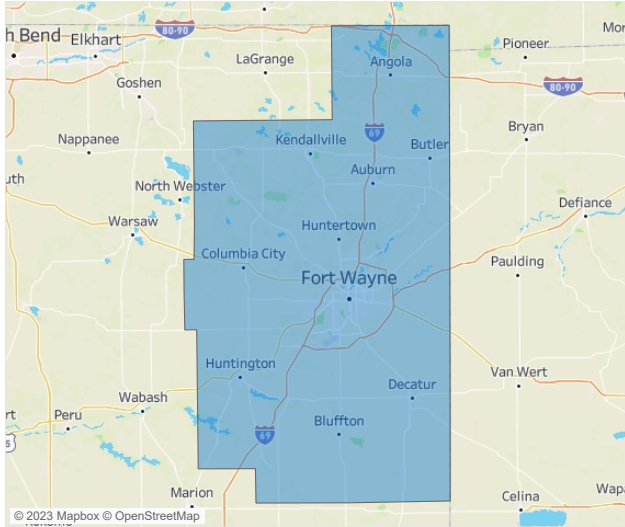 80-90
h Bend
Elkhart
Mor
Pioneer
LaGrange
Angola
Goshen
80-90
69
Bryan
Nappanee
Kendallville
Butler
Auburn
uth
North Webster
Defiance
Warsaw
Huntertown
Columbia City
Paulding
Fort Wayne
Huntington
Van Wert
Decatur
Wabash
rt
Peru
Bluffton
69
5
Marion
Celina
Wapa
© 2023 Mapbox © OpenStreetMap